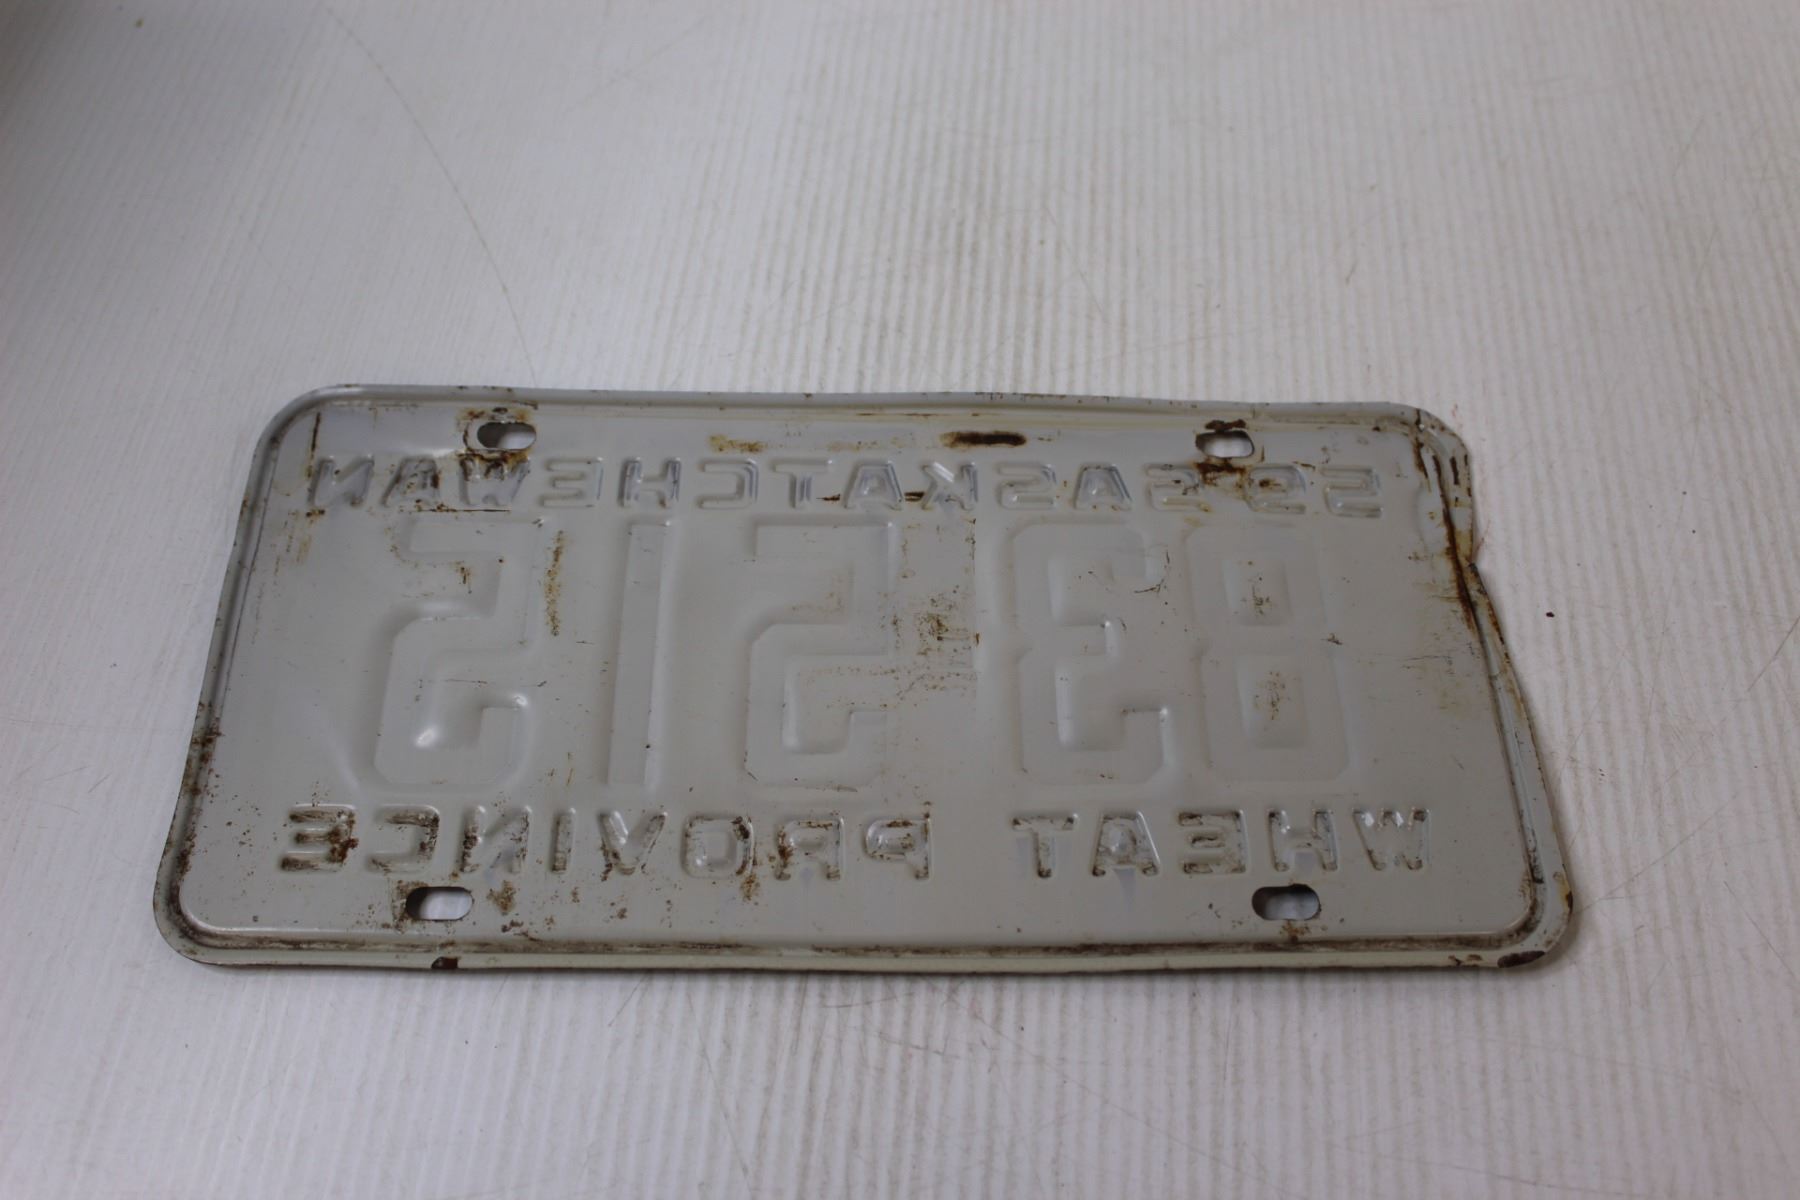 59 SASKATCHEWAN
83-515
WHEAT PROVINCE